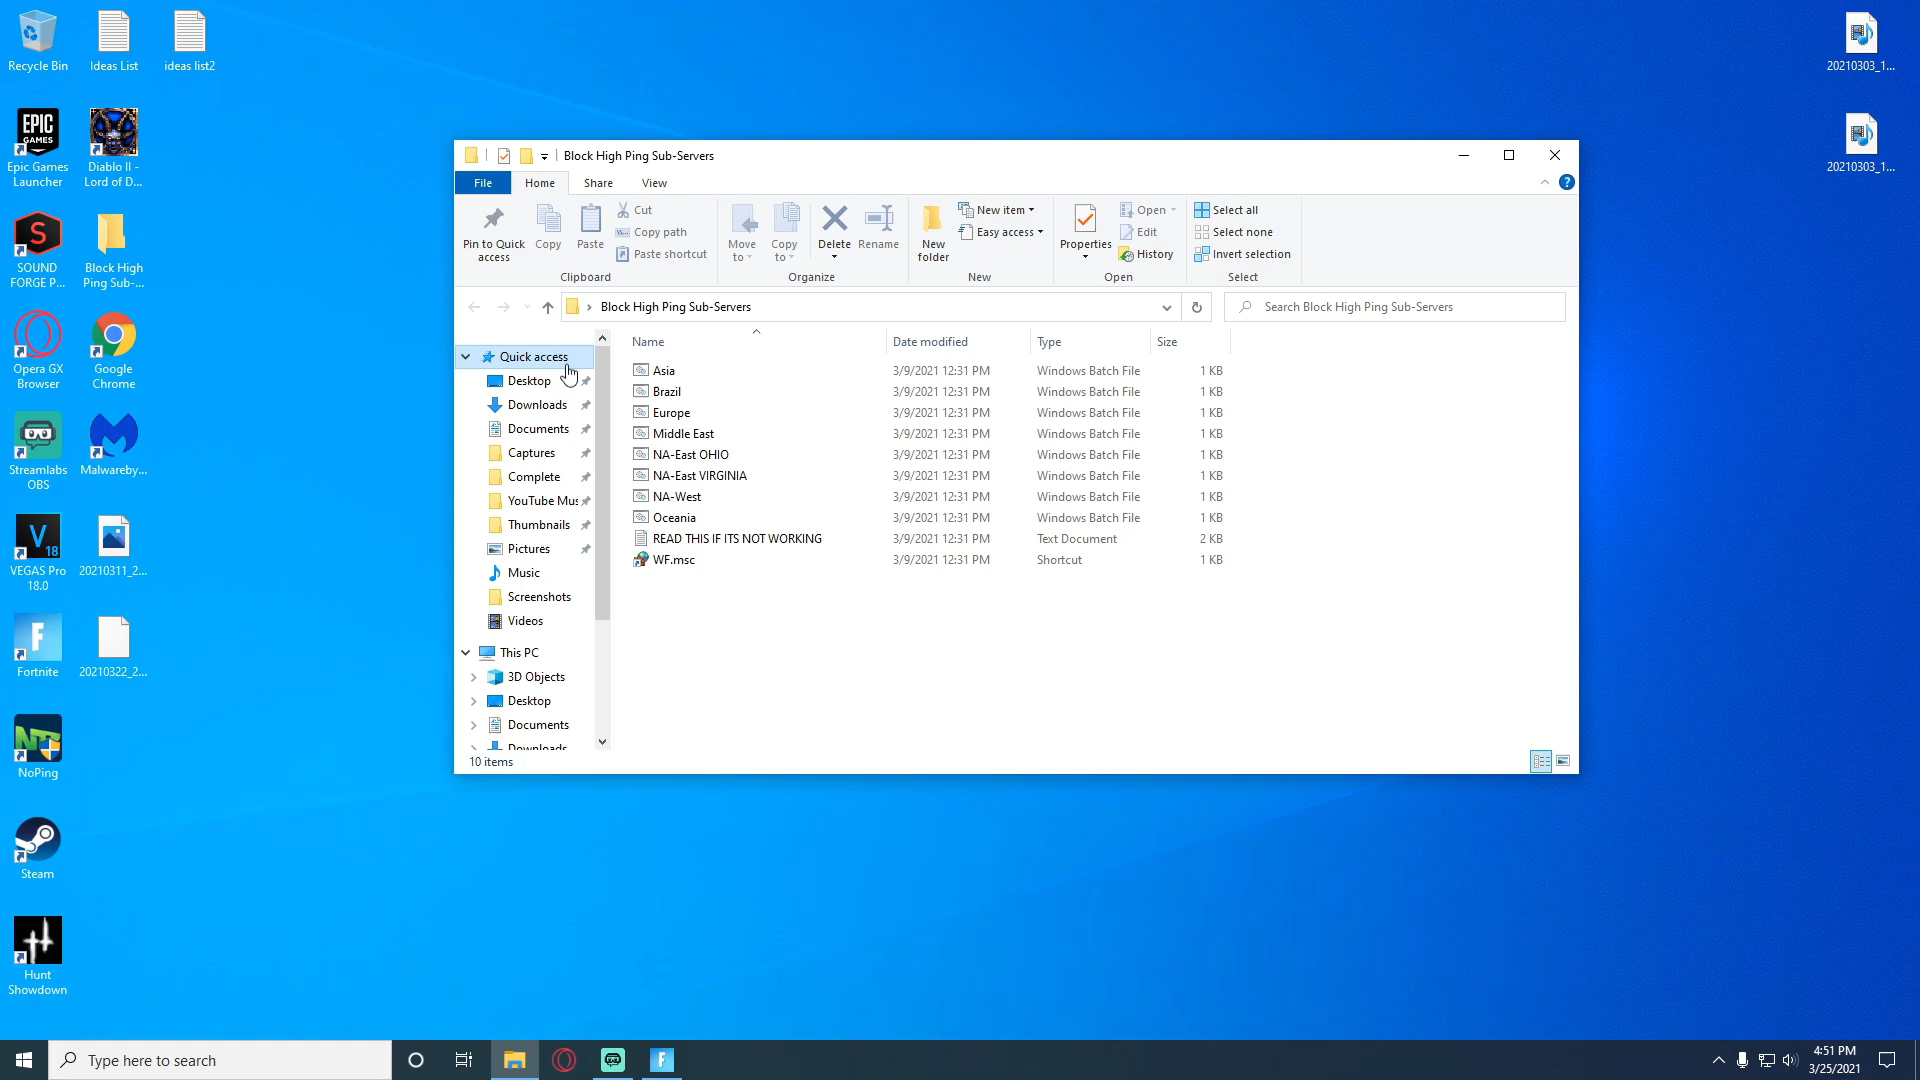 Recycle Bin
Ideas List
ideas list2
EPIC
GAMES
Epic Games
Launcher
Diablo II -
Lord of D...
SOUND
FORGE P...
Block High
Ping Sub-...
Opera GX
Browser
Google
Chrome
Streamlabs
OBS
Malwareby...
VEGAS Pro
18.0
20210311_2...
Fortnite
20210322_2...
NoPing
Steam
Hunt
Showdown
20210303_1...
20210303_1...
Block High Ping Sub-Servers
File
Home
Share
View
Pin to Quick
access
Copy
Paste
Cut
Copy path
Paste shortcut
Clipboard
Move
to
Copy
to
Delete
Rename
Organize
New
folder
New item
Easy access
New
Properties
Open
Edit
History
Open
Select all
Select none
Invert selection
Select
Block High Ping Sub-Servers
Search Block High Ping Sub-Servers
Quick access
Desktop
Downloads
Documents
Captures
Complete
YouTube Mus
Thumbnails
Pictures
Music
Screenshots
Videos
This PC
3D Objects
Desktop
Documents
Downloads
Name Date modified Type Size
Asia 3/9/2021 12:31 PM Windows Batch File 1 KB
Brazil 3/9/2021 12:31 PM Windows Batch File 1 KB
Europe 3/9/2021 12:31 PM Windows Batch File 1 KB
Middle East 3/9/2021 12:31 PM Windows Batch File 1 KB
NA-East OHIO 3/9/2021 12:31 PM Windows Batch File 1 KB
NA-East VIRGINIA 3/9/2021 12:31 PM Windows Batch File 1 KB
NA-West 3/9/2021 12:31 PM Windows Batch File 1 KB
Oceania 3/9/2021 12:31 PM Windows Batch File 1 KB
READ THIS IF ITS NOT WORKING 3/9/2021 12:31 PM Text Document 2 KB
WF.msc 3/9/2021 12:31 PM Shortcut 1 KB
10 items
Type here to search
4:51 PM
3/25/2021